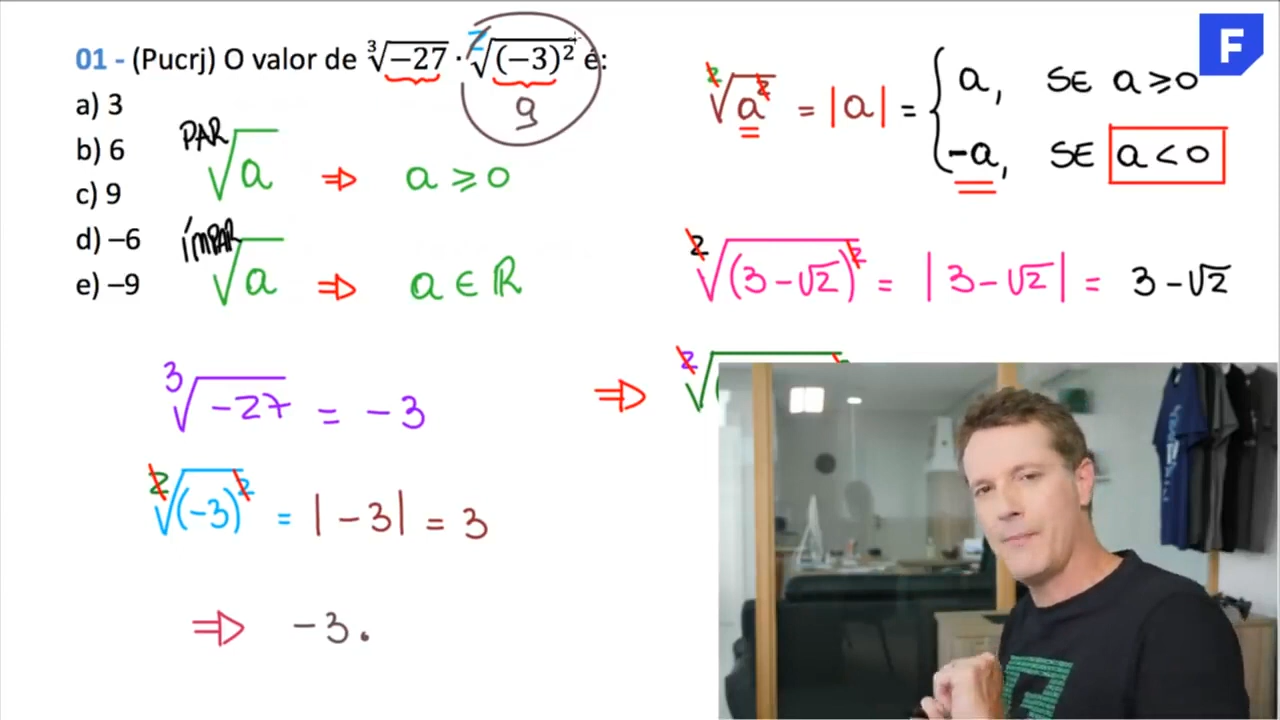 01 - (Pucrj) O valor de ∛−27 · ²√(−3)² é:
9
a) 3
b) 6
c) 9
d) –6
e) –9
PAR √a ⇒ a ≥ 0
ÍMPAR √a ⇒ a ∈ ℝ
³√-27 = -3
²√(-3)² = |-3| = 3
⇒ -3.
F
²√a² = |a| = { a, SE a ≥ 0
-a, SE a < 0
²√(3-√2)² = |3-√2| = 3-√2
⇒ ²√(